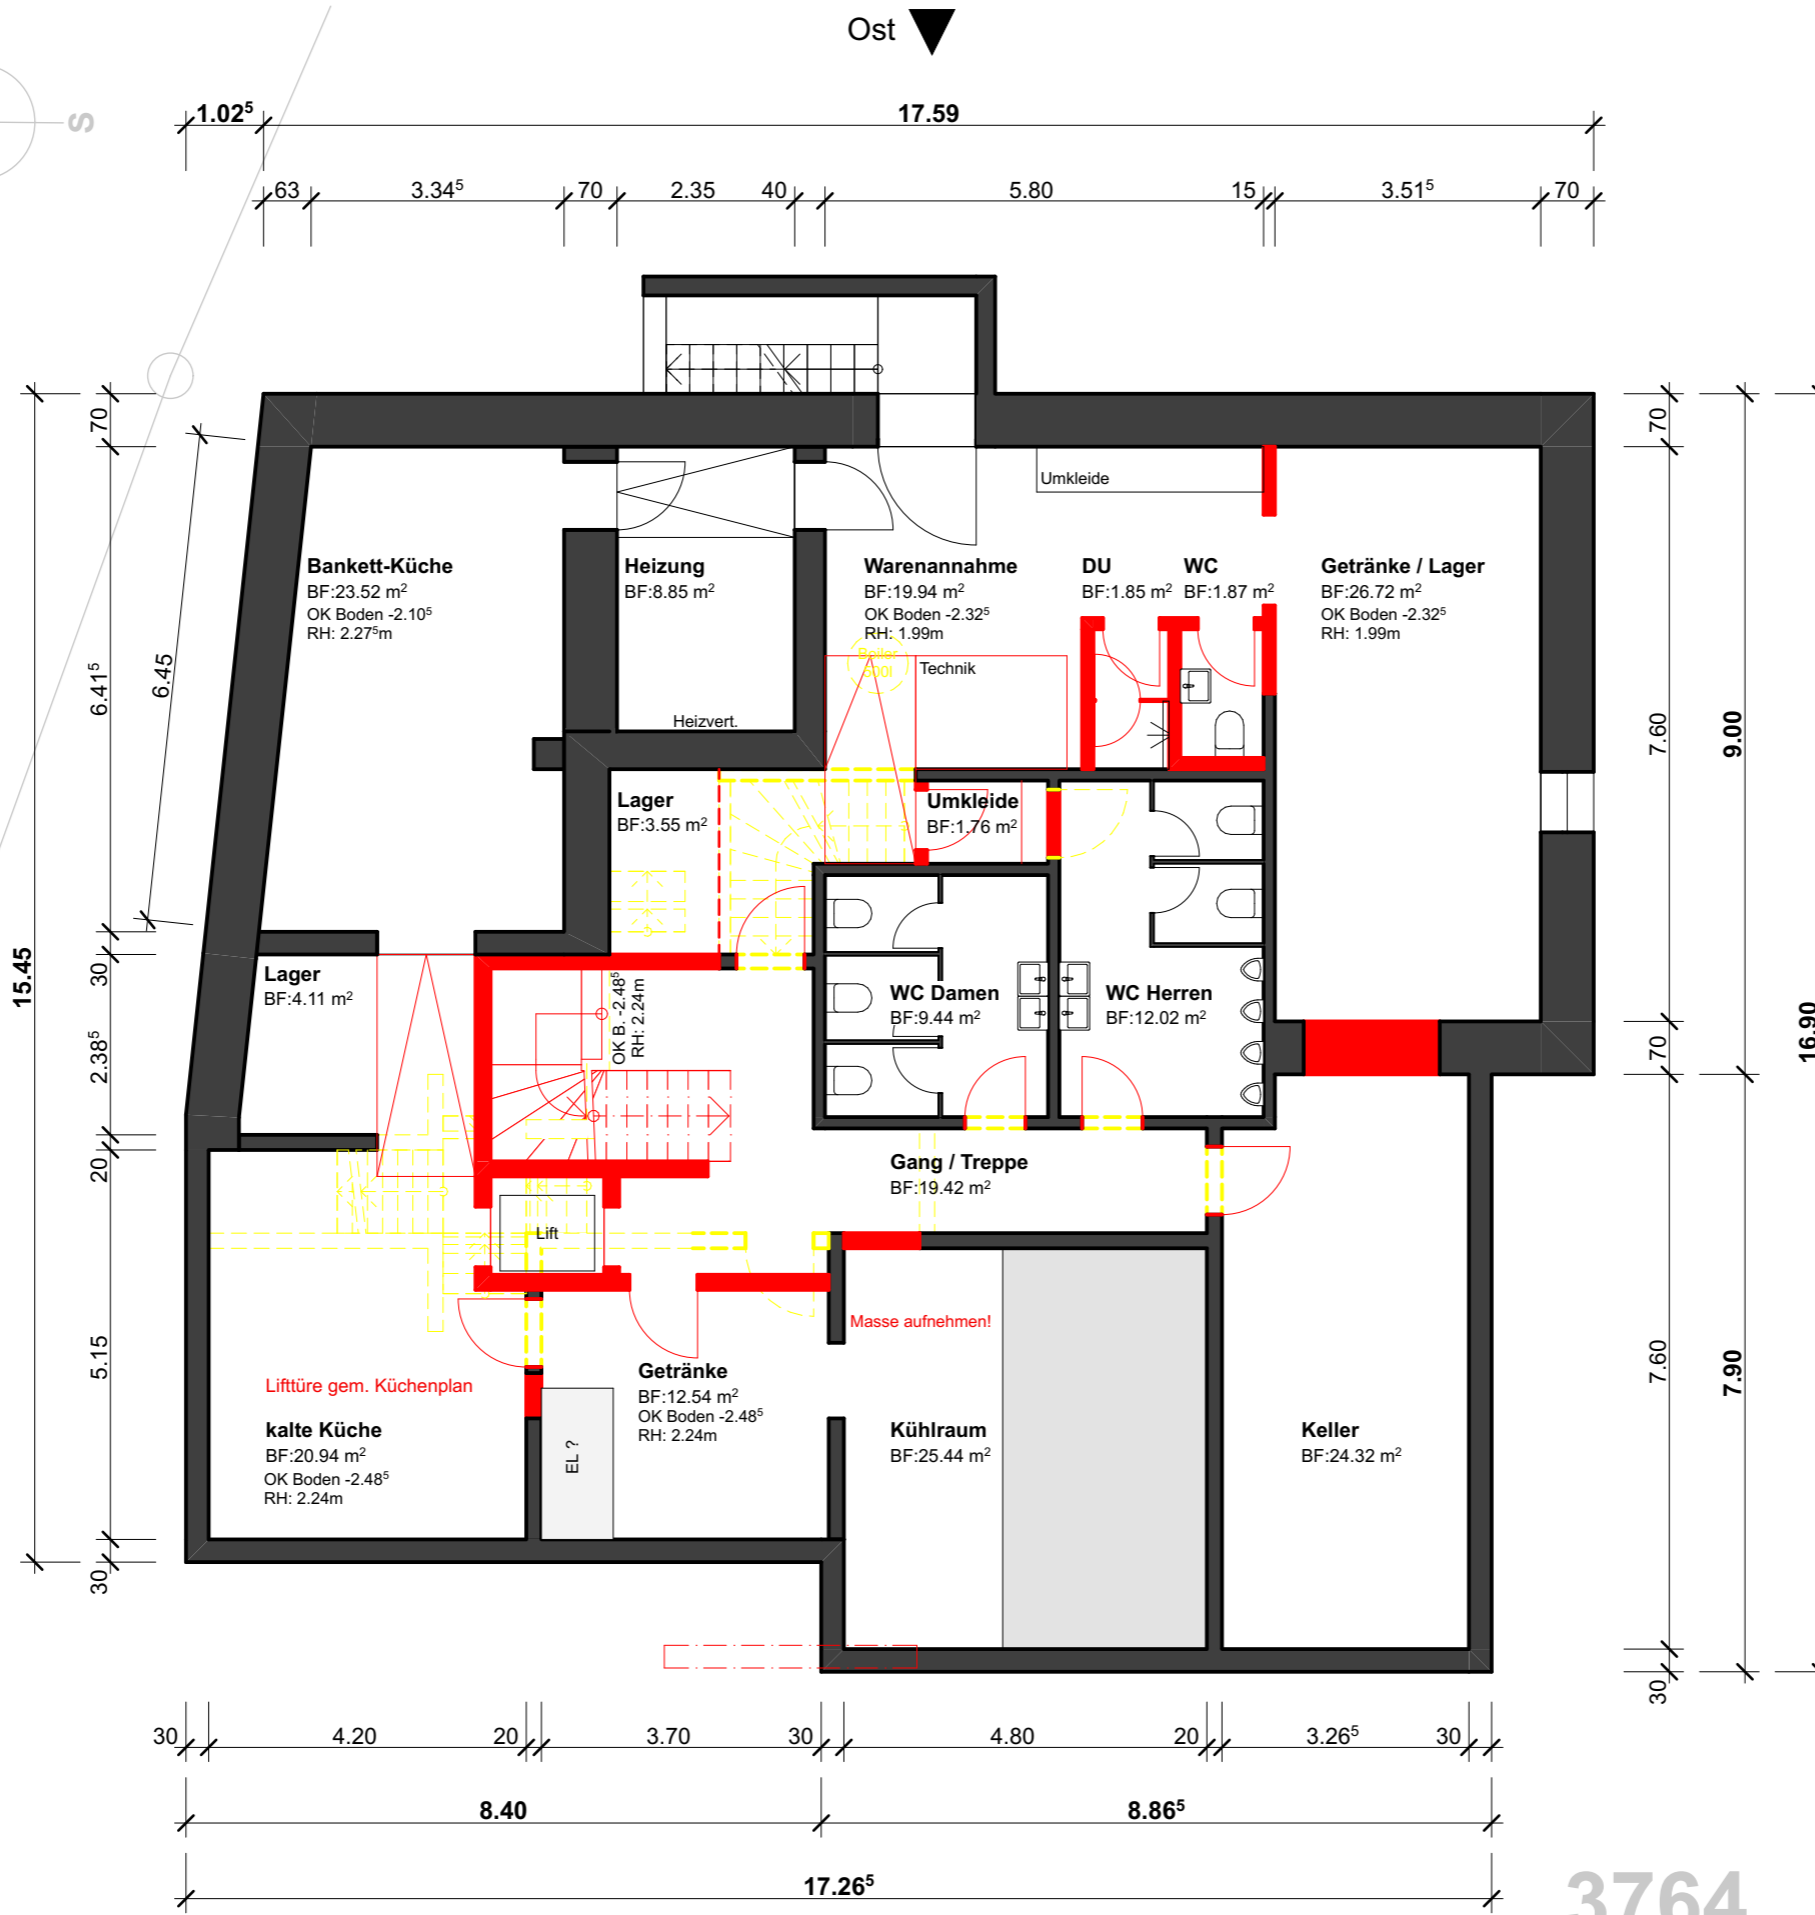 Ost
S
1.02⁵
17.59
63
3.34⁵
70
2.35
40
5.80
15
3.51⁵
70
70
6.41⁵
6.45
30
2.38⁵
20
5.15
30
15.45
70
7.60
70
7.60
30
9.00
7.90
16.90
Umkleide
Bankett-Küche
BF:23.52 m²
OK Boden -2.10⁵
RH: 2.27⁵m
Heizung
BF:8.85 m²
Heizvert.
Warenannahme
BF:19.94 m²
OK Boden -2.32⁵
RH: 1.99m
Boiler
500l
Technik
DU
BF:1.85 m²
WC
BF:1.87 m²
Getränke / Lager
BF:26.72 m²
OK Boden -2.32⁵
RH: 1.99m
Lager
BF:3.55 m²
Umkleide
BF:1.76 m²
Lager
BF:4.11 m²
OK B. -2.48⁵
RH: 2.24m
WC Damen
BF:9.44 m²
WC Herren
BF:12.02 m²
Gang / Treppe
BF:19.42 m²
Lift
Masse aufnehmen!
Lifttüre gem. Küchenplan
kalte Küche
BF:20.94 m²
OK Boden -2.48⁵
RH: 2.24m
EL ?
Getränke
BF:12.54 m²
OK Boden -2.48⁵
RH: 2.24m
Kühlraum
BF:25.44 m²
Keller
BF:24.32 m²
30
4.20
20
3.70
30
4.80
20
3.26⁵
30
8.40
8.86⁵
17.26⁵
3764